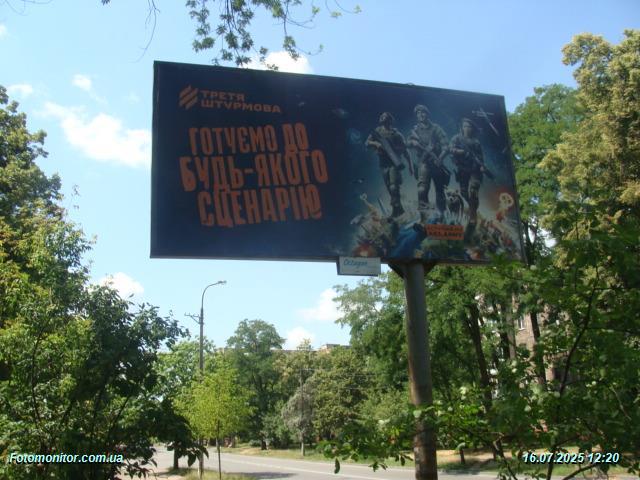 ТРЕТЯ
ШТУРМОВА
ГОТУЄМО ДО
БУДЬ-ЯКОГО
СЦЕНАРІЮ
Fotomonitor.com.ua
16.07.2025 12:20